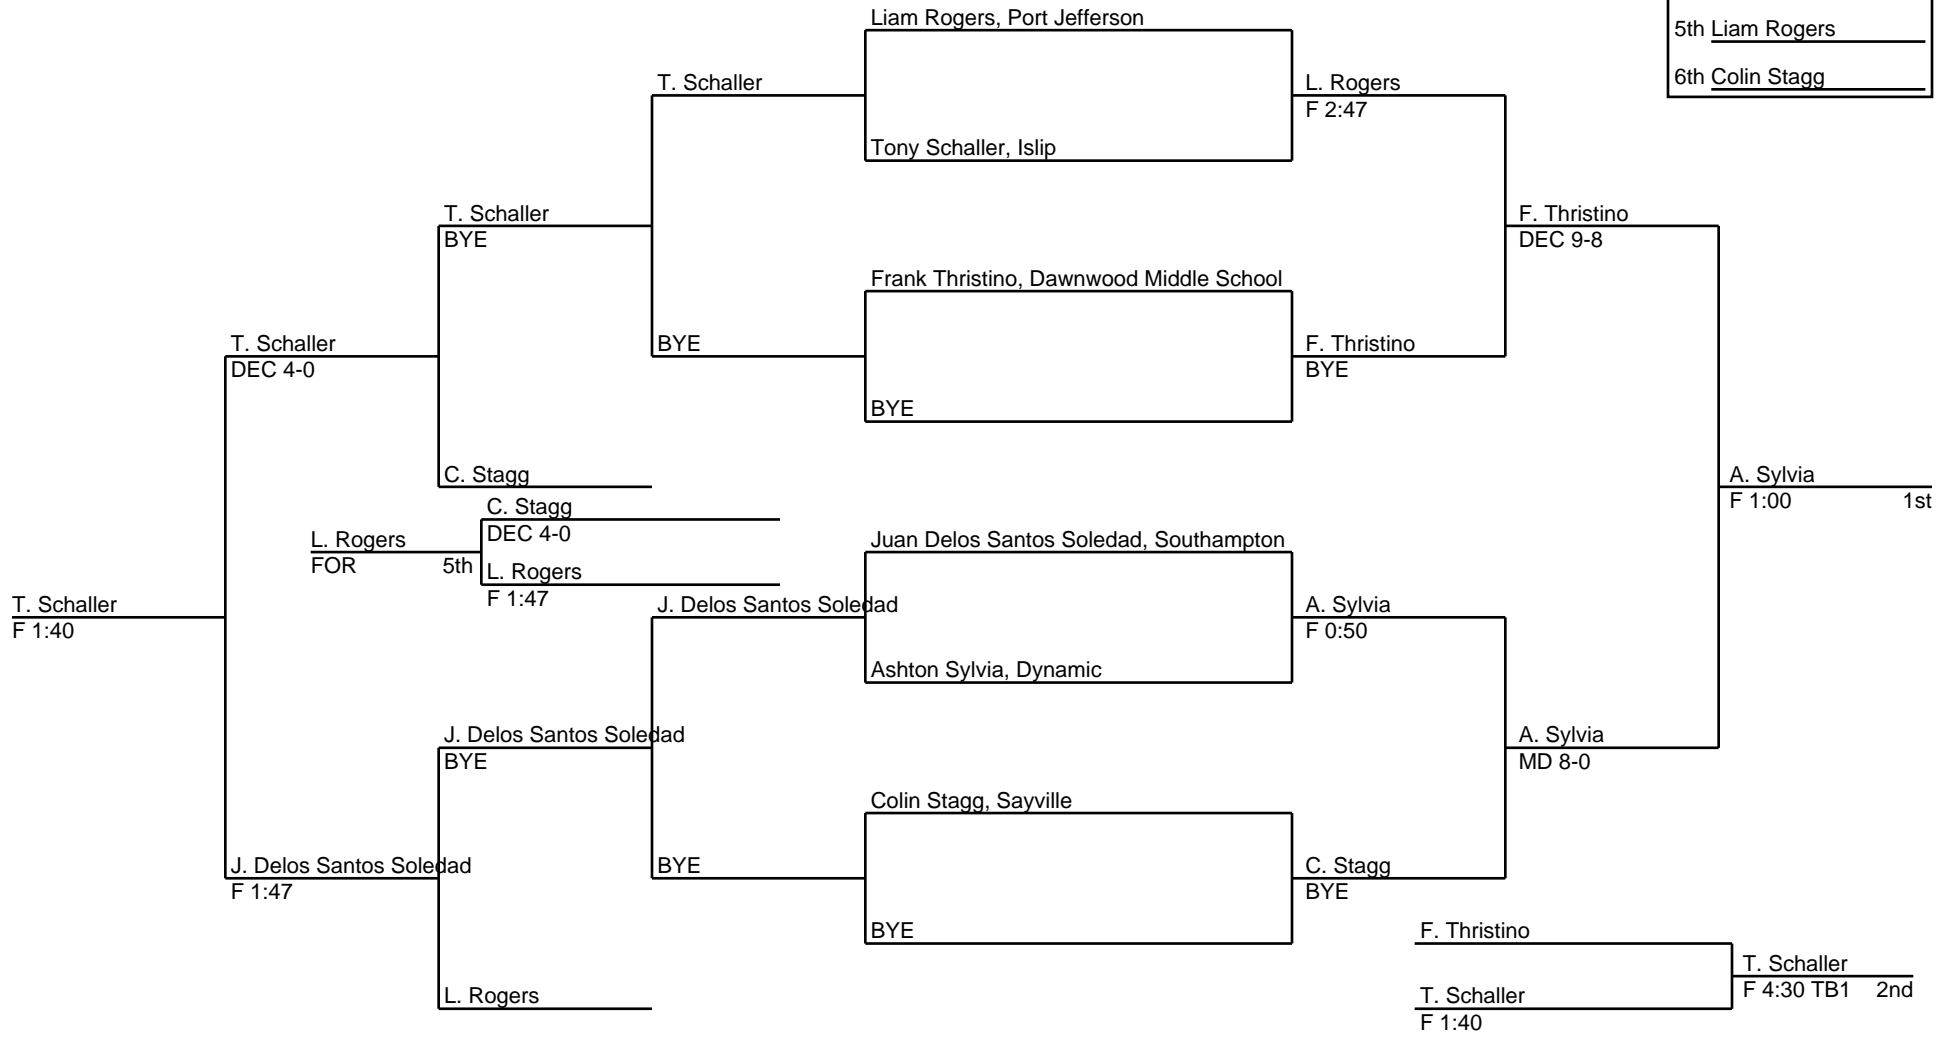 Liam Rogers, Port Jefferson
5th Liam Rogers
6th Colin Stagg
T. Schaller
L. Rogers
F 2:47
Tony Schaller, Islip
T. Schaller
BYE
F. Thristino
DEC 9-8
Frank Thristino, Dawnwood Middle School
T. Schaller
DEC 4-0
BYE
F. Thristino
BYE
BYE
C. Stagg
A. Sylvia
F 1:00 1st
C. Stagg
DEC 4-0
L. Rogers
FOR 5th
L. Rogers
F 1:47
Juan Delos Santos Soledad, Southampton
T. Schaller
F 1:40
J. Delos Santos Soledad
A. Sylvia
F 0:50
Ashton Sylvia, Dynamic
J. Delos Santos Soledad
BYE
A. Sylvia
MD 8-0
Colin Stagg, Sayville
J. Delos Santos Soledad
F 1:47
BYE
C. Stagg
BYE
BYE
F. Thristino
T. Schaller
F 4:30 TB1 2nd
L. Rogers
T. Schaller
F 1:40